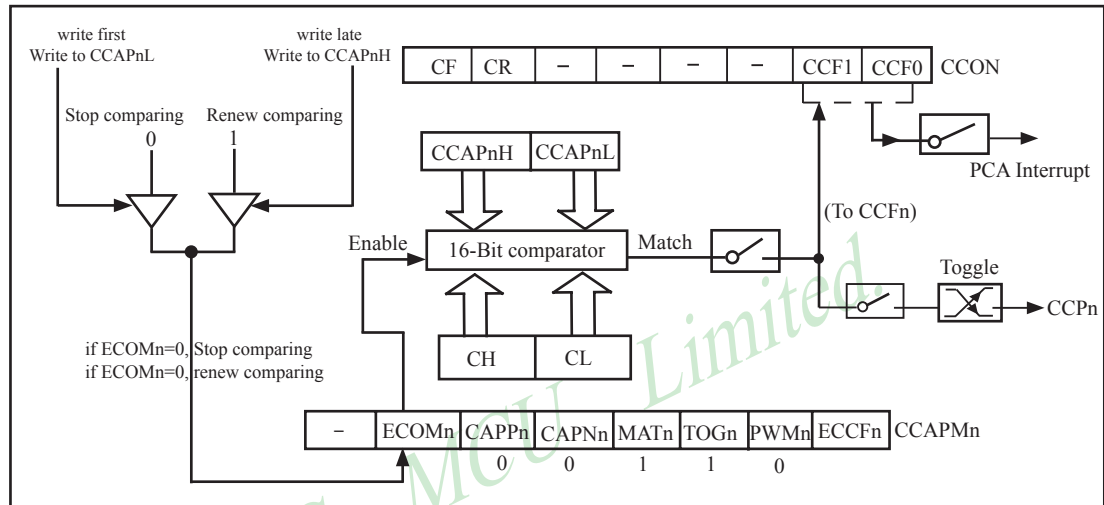 write first
Write to CCAPnL
write late
Write to CCAPnH
CF CR – – – – CCF1 CCF0 CCON
Stop comparing
0
Renew comparing
1
CCAPnH CCAPnL
PCA Interrupt
(To CCFn)
Enable
16-Bit comparator
Match
Toggle
CCPn
if ECOMn=0, Stop comparing
if ECOMn=0, renew comparing
CH CL
– ECOMn CAPPn CAPNn MATn TOGn PWMn ECCFn CCAPMn
0 0 1 1 0
MCU Limited.